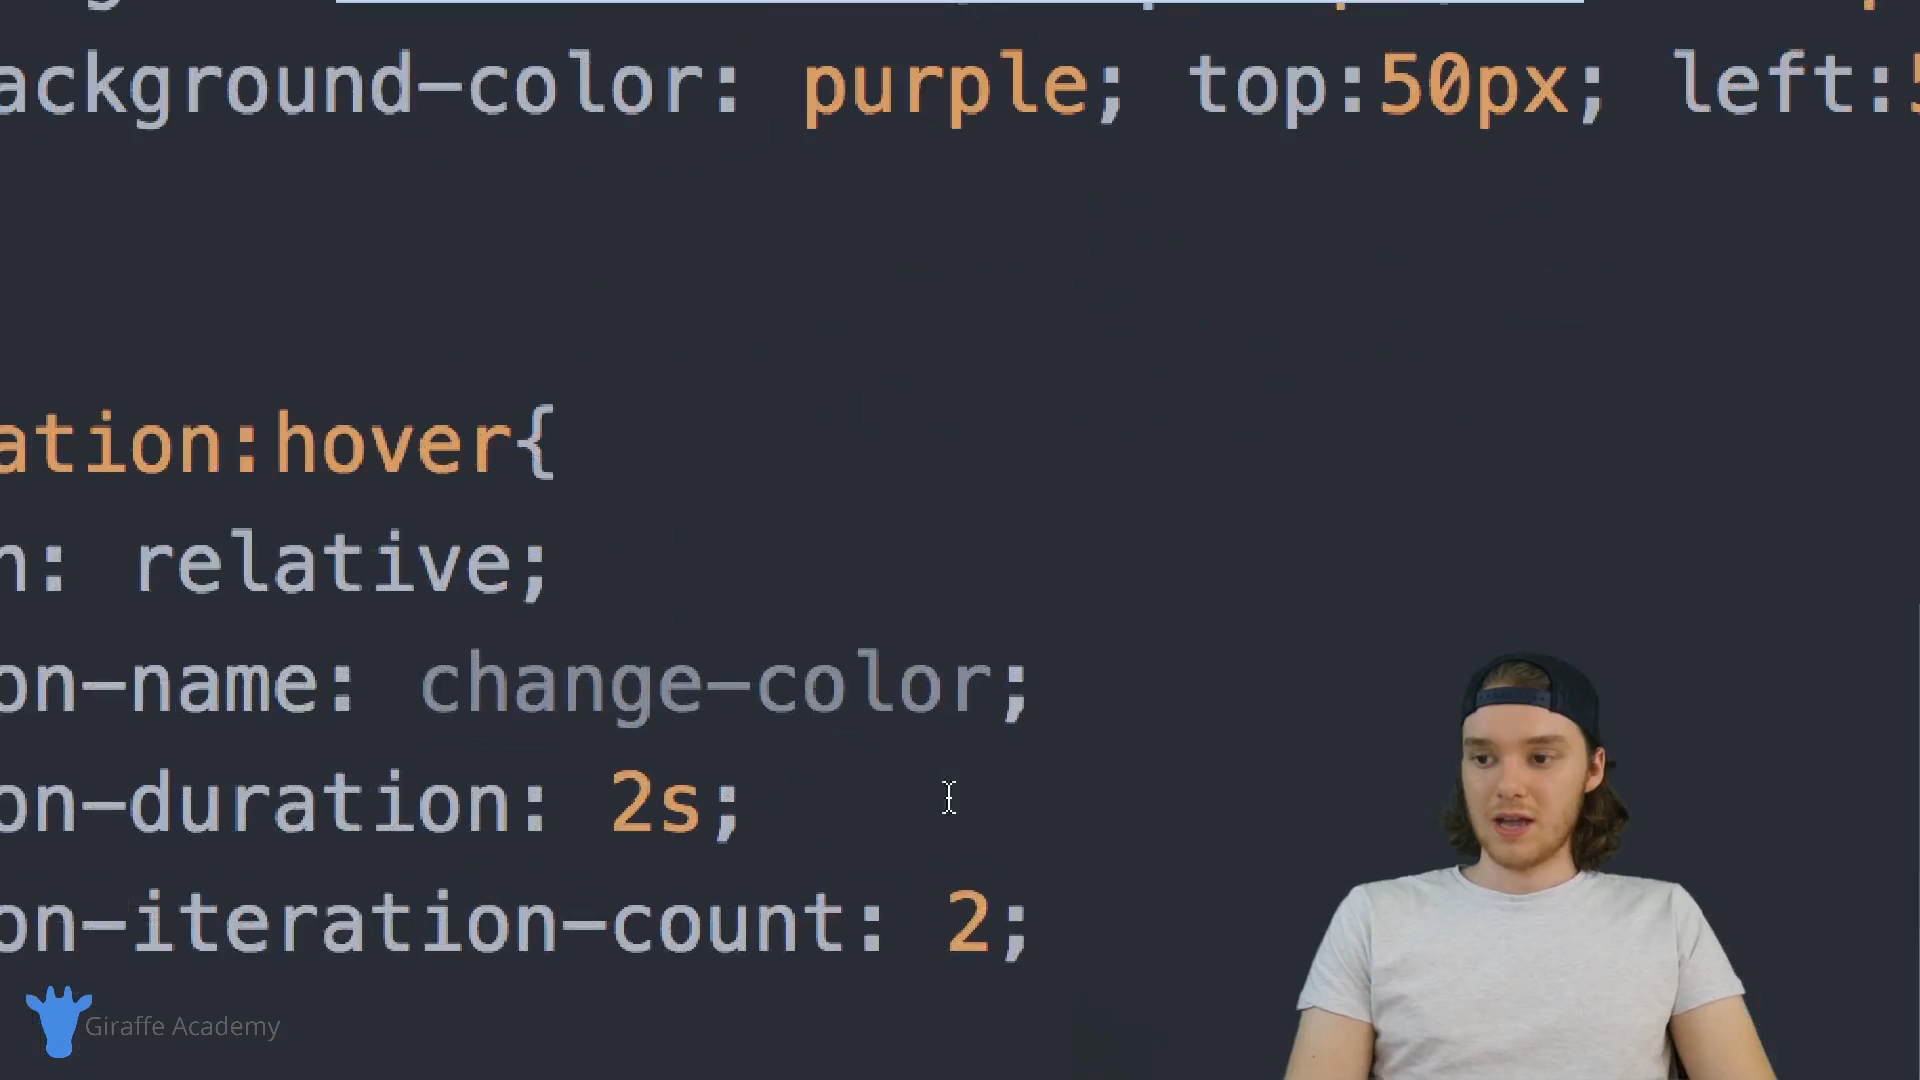 ackground-color: purple; top:50px; left:5
ation:hover{
n: relative;
on-name: change-color;
on-duration: 2s;
on-iteration-count: 2;
Giraffe Academy